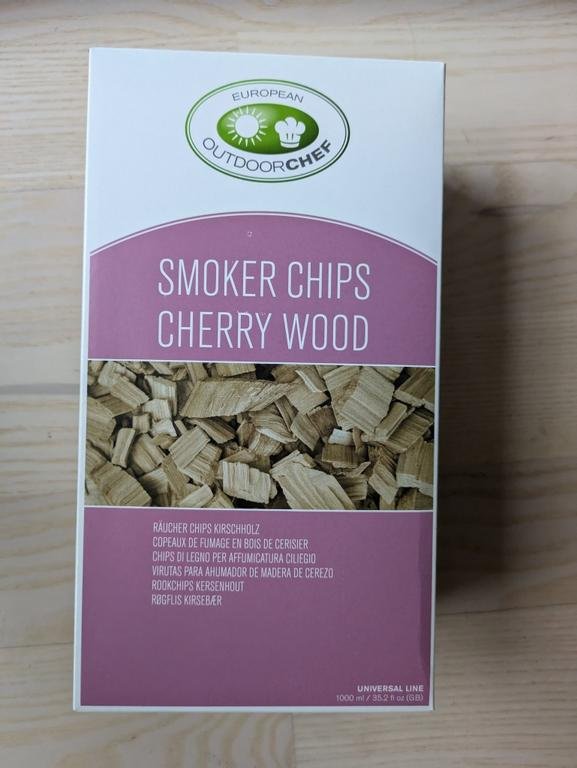 EUROPEAN
OUTDOORCHEF
SMOKER CHIPS
CHERRY WOOD
RÄUCHER CHIPS KIRSCHHOLZ
COPEAUX DE FUMAGE EN BOIS DE CERISIER
CHIPS DI LEGNO PER AFFUMICATURA CILIEGIO
VIRUTAS PARA AHUMADOR DE MADERA DE CEREZO
ROOKCHIPS KERSENHOUT
RØGFLIS KIRSEBÆR
UNIVERSAL LINE
1000 ml / 35.2 fl oz (GB)